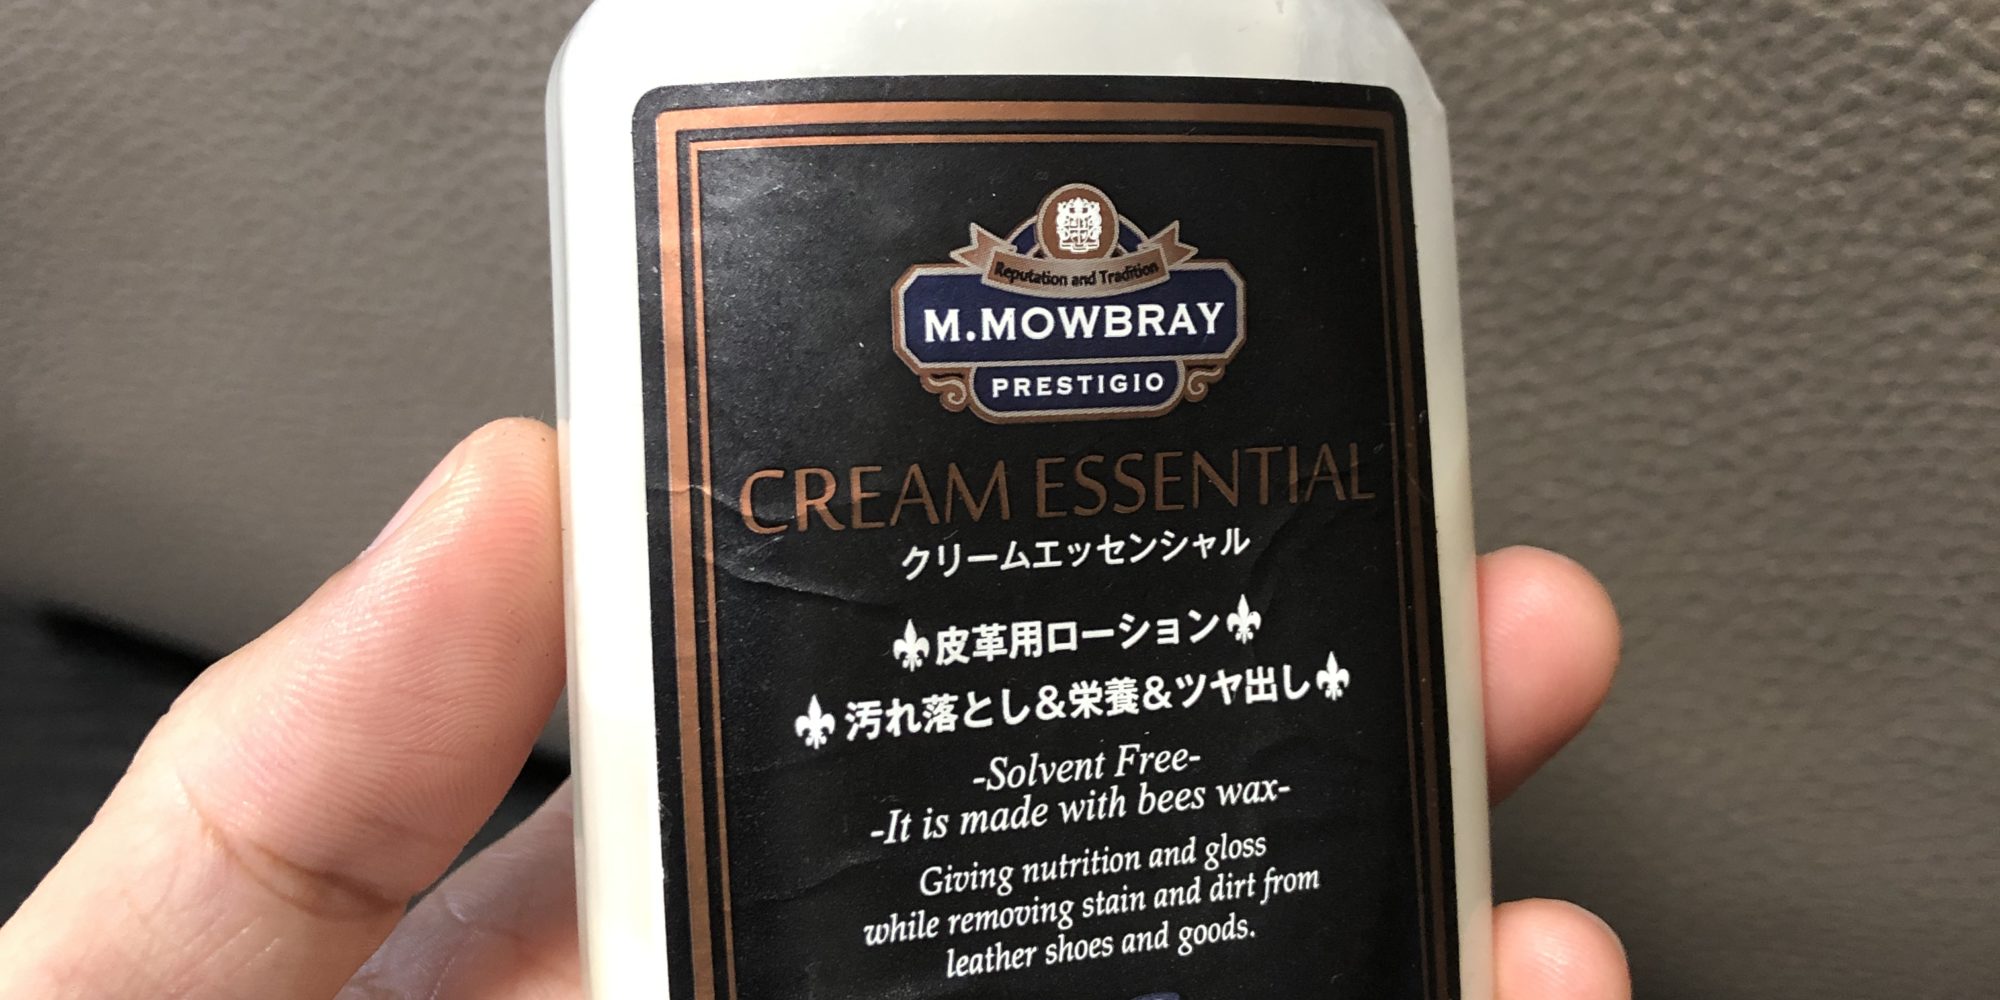 Reputation and Tradition
M.MOWBRAY
PRESTIGIO
CREAM ESSENTIAL
クリームエッセンシャル
皮革用ローション
汚れ落とし&栄養&ツヤ出し
-Solvent Free-
-It is made with bees wax-
Giving nutrition and gloss
while removing stain and dirt from
leather shoes and goods.